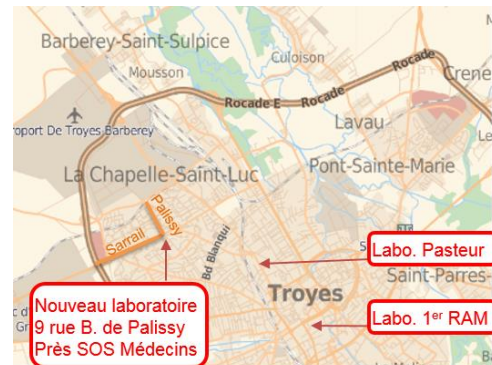 Barberey-Saint-Sulpice
Mousson
Culoison
Rocade
Rocade E
Rocade
Crene
Lavau
roport De Troyes Barberey
La Chapelle-Saint-Luc
Pont-Sainte-Marie
Palissy
Sarrail
Bd Blanqui
Labo. Pasteur
Saint-Parres-
Troyes
Nouveau laboratoire
9 rue B. de Palissy
Près SOS Médecins
Labo. 1er RAM